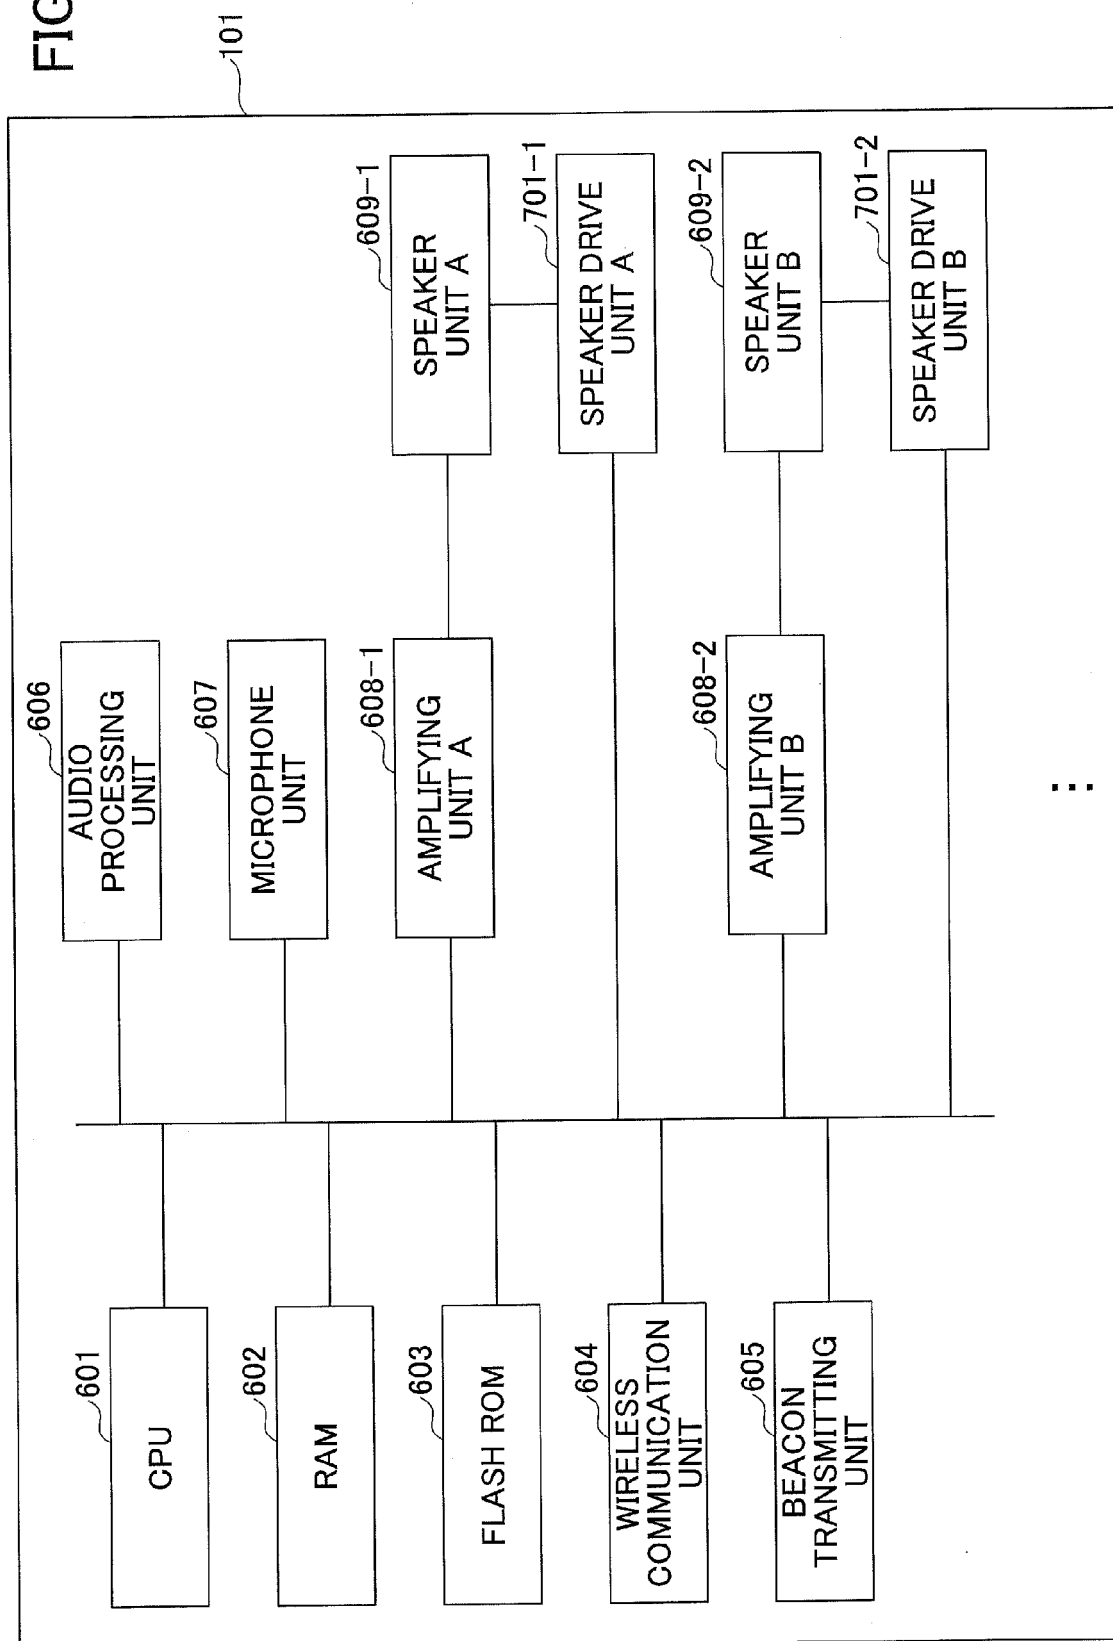 FIG
101
601
CPU
602
RAM
603
FLASH ROM
604
WIRELESS
COMMUNICATION
UNIT
605
BEACON
TRANSMITTING
UNIT
606
AUDIO
PROCESSING
UNIT
607
MICROPHONE
UNIT
608-1
AMPLIFYING
UNIT A
609-1
SPEAKER
UNIT A
701-1
SPEAKER DRIVE
UNIT A
608-2
AMPLIFYING
UNIT B
609-2
SPEAKER
UNIT B
701-2
SPEAKER DRIVE
UNIT B
...